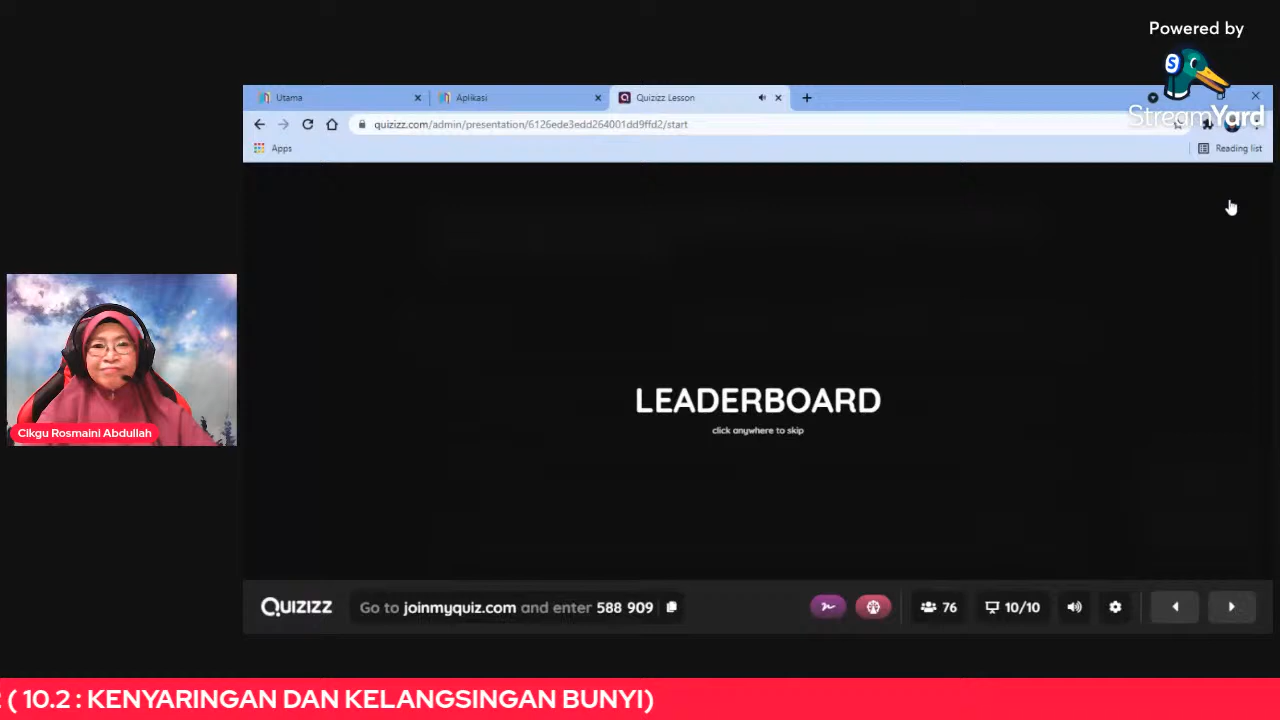 Powered by
StreamYard
Utama
Aplikasi
Quizizz Lesson
quizizz.com/admin/presentation/6126ede3edd264001dd9ffd2/start
Apps
Reading list
LEADERBOARD
click anywhere to skip
Cikgu Rosmaini Abdullah
QUIZIZZ
Go to joinmyquiz.com and enter 588 909
76
10/10
( 10.2 : KENYARINGAN DAN KELANGSINGAN BUNYI)